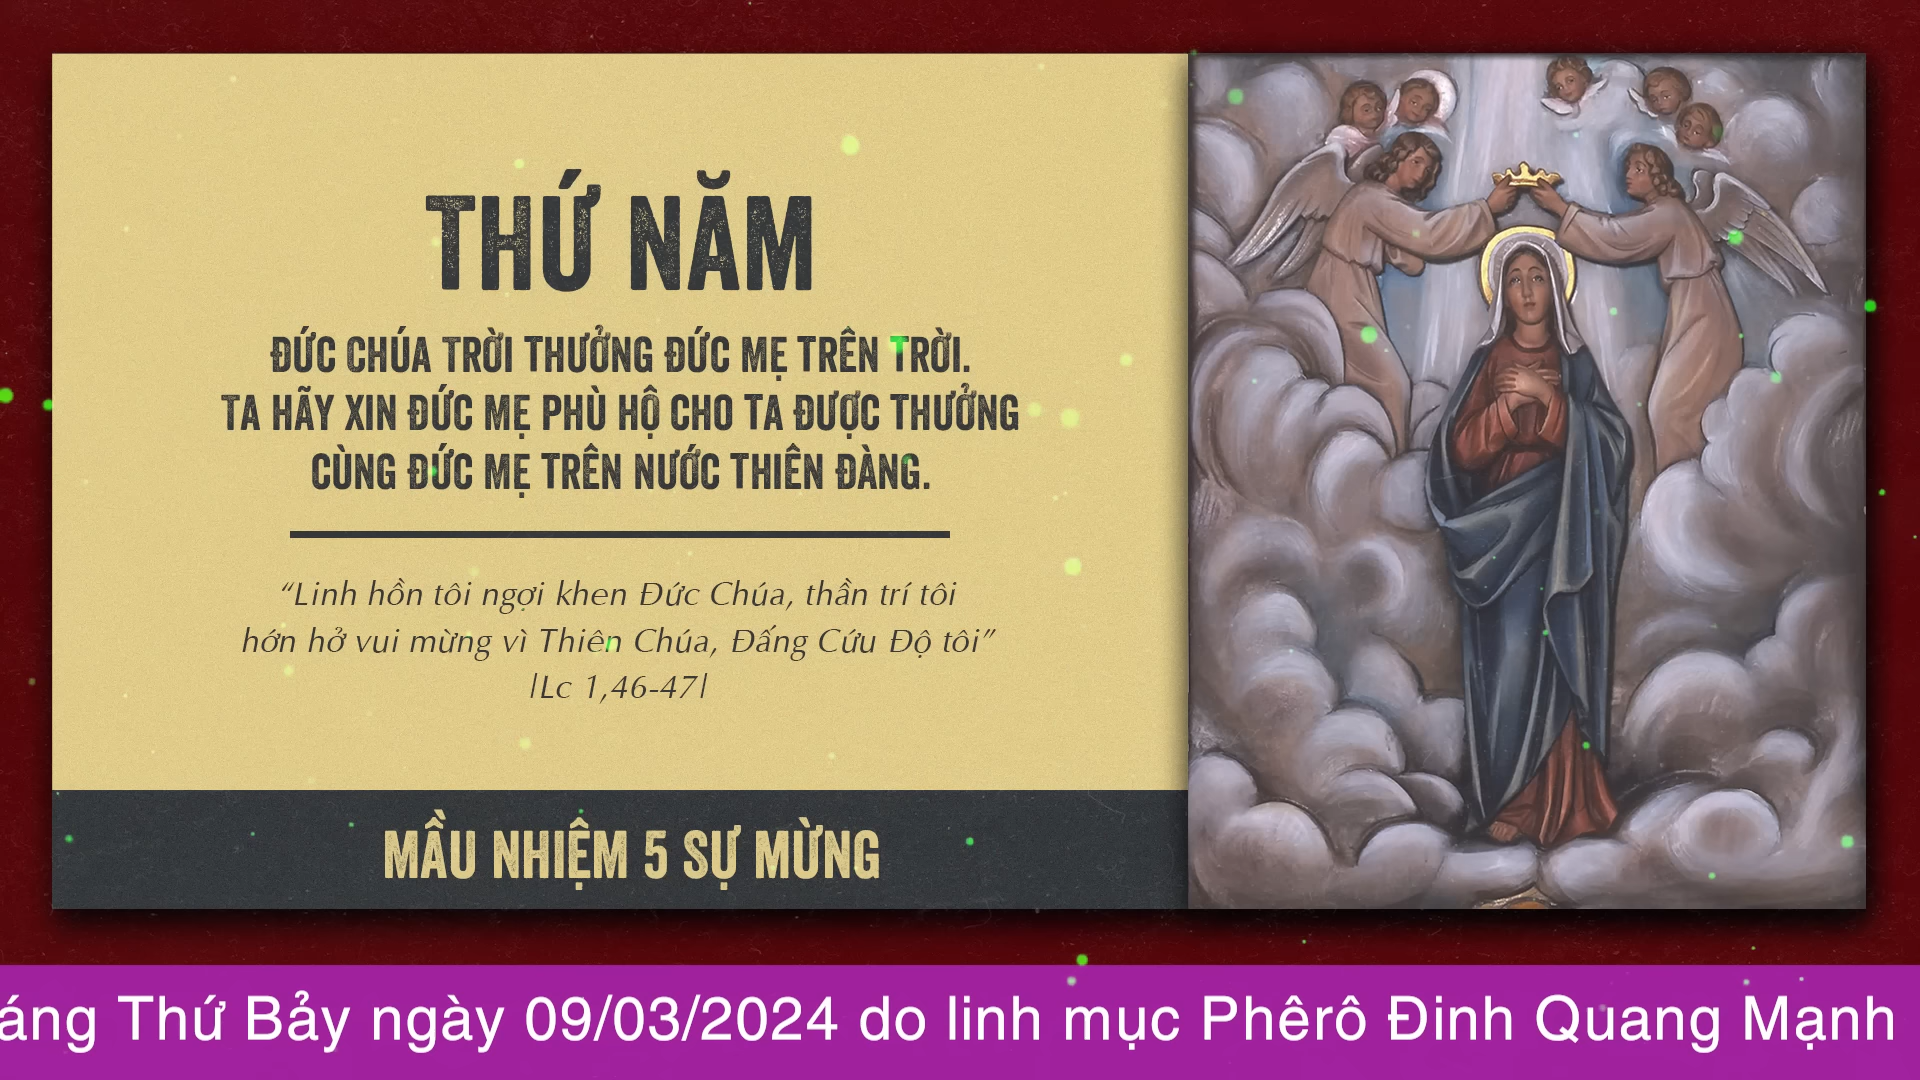 THỨ NĂM
ĐỨC CHÚA TRỜI THƯỞNG ĐỨC MẸ TRÊN TRỜI.
TA HÃY XIN ĐỨC MẸ PHÙ HỘ CHO TA ĐƯỢC THƯỞNG
CÙNG ĐỨC MẸ TRÊN NƯỚC THIÊN ĐÀNG.
“Linh hồn tôi ngợi khen Đức Chúa, thần trí tôi
hớn hở vui mừng vì Thiên Chúa, Đấng Cứu Độ tôi”
|Lc 1,46-47|
MẦU NHIỆM 5 SỰ MỪNG
áng Thứ Bảy ngày 09/03/2024 do linh mục Phêrô Đinh Quang Mạnh